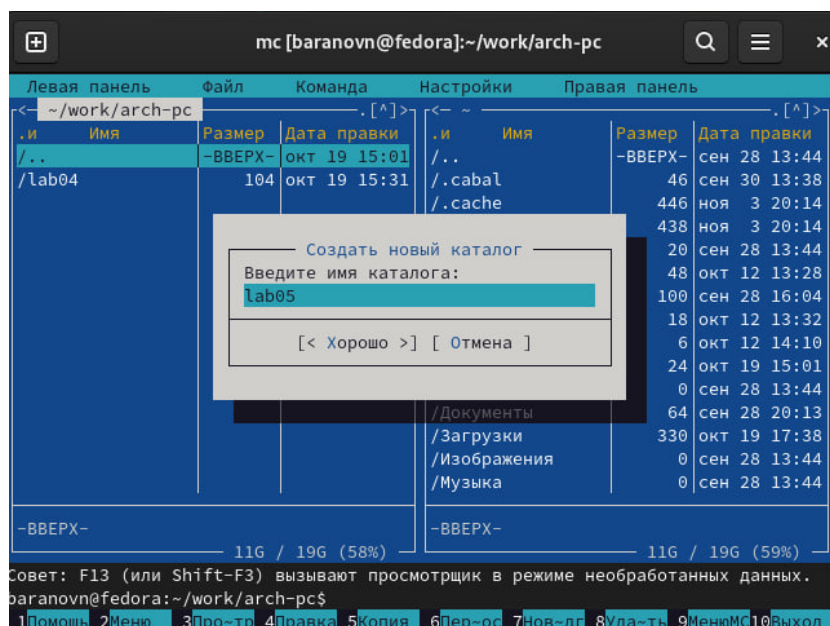 mc [baranovn@fedora]:~/work/arch-pc
Левая панель Файл Команда Настройки Правая панель
<- ~/work/arch-pc .[^]> <- ~ .[^]>
.и Имя Размер Дата правки .и Имя Размер Дата правки
/.. -ВВЕРХ- окт 19 15:01 /.. -ВВЕРХ- сен 28 13:44
/lab04 104 окт 19 15:31 /.cabal 46 сен 30 13:38
/.cache 446 ноя 3 20:14
438 ноя 3 20:14
Создать новый каталог 20 сен 28 13:44
Введите имя каталога: 48 окт 12 13:28
lab05 100 сен 28 16:04
18 окт 12 13:32
[< Хорошо >] [ Отмена ] 6 окт 12 14:10
24 окт 19 15:01
0 сен 28 13:44
/Документы 64 сен 28 20:13
/Загрузки 330 окт 19 17:38
/Изображения 0 сен 28 13:44
/Музыка 0 сен 28 13:44
-ВВЕРХ- -ВВЕРХ-
11G / 19G (58%) 11G / 19G (59%)
Совет: F13 (или Shift-F3) вызывают просмотрщик в режиме необработанных данных.
baranovn@fedora:~/work/arch-pc$
1Помощь 2Меню 3Про~тр 4Правка 5Копия 6Пер~ос 7Нов~лг 8Уда~ть 9МенюMC 10Выход